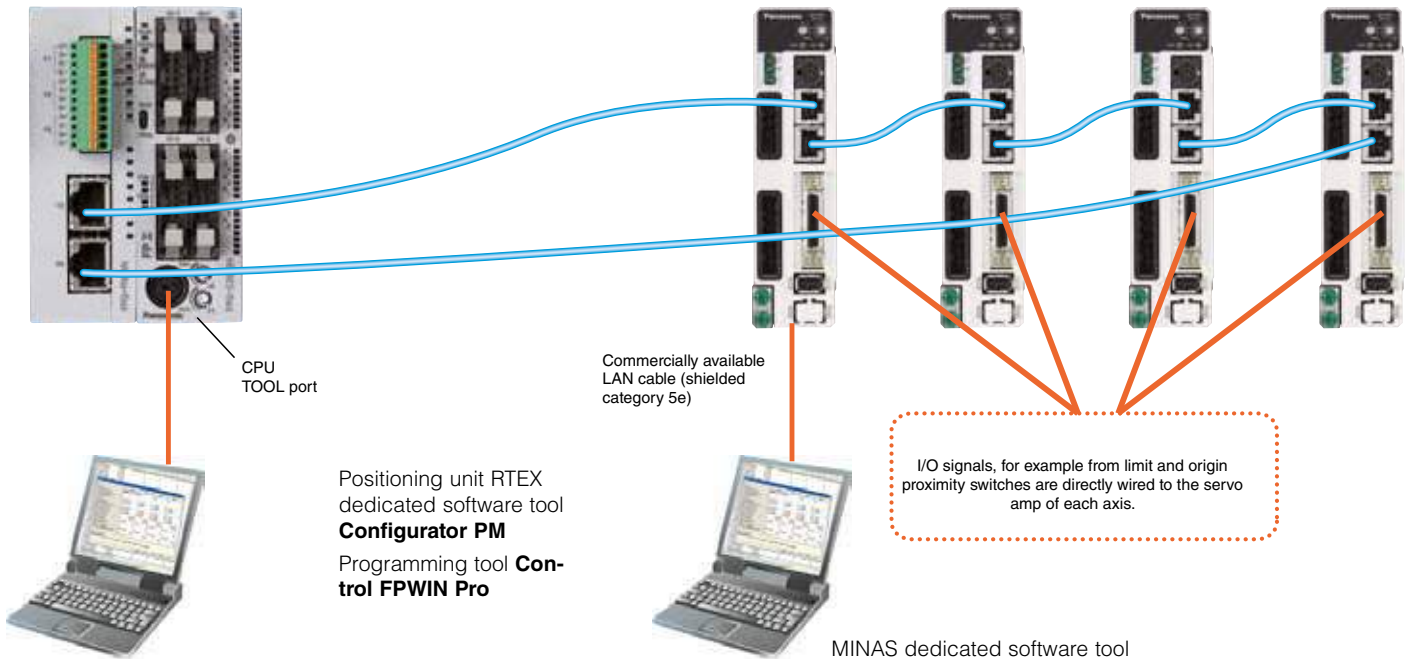 Panasonic
Panasonic
Panasonic
Panasonic
Panasonic
CPU
TOOL port
Commercially available
LAN cable (shielded
category 5e)
I/O signals, for example from limit and origin
proximity switches are directly wired to the servo
amp of each axis.
Positioning unit RTEX
dedicated software tool
Configurator PM
Programming tool Con-
trol FPWIN Pro
MINAS dedicated software tool